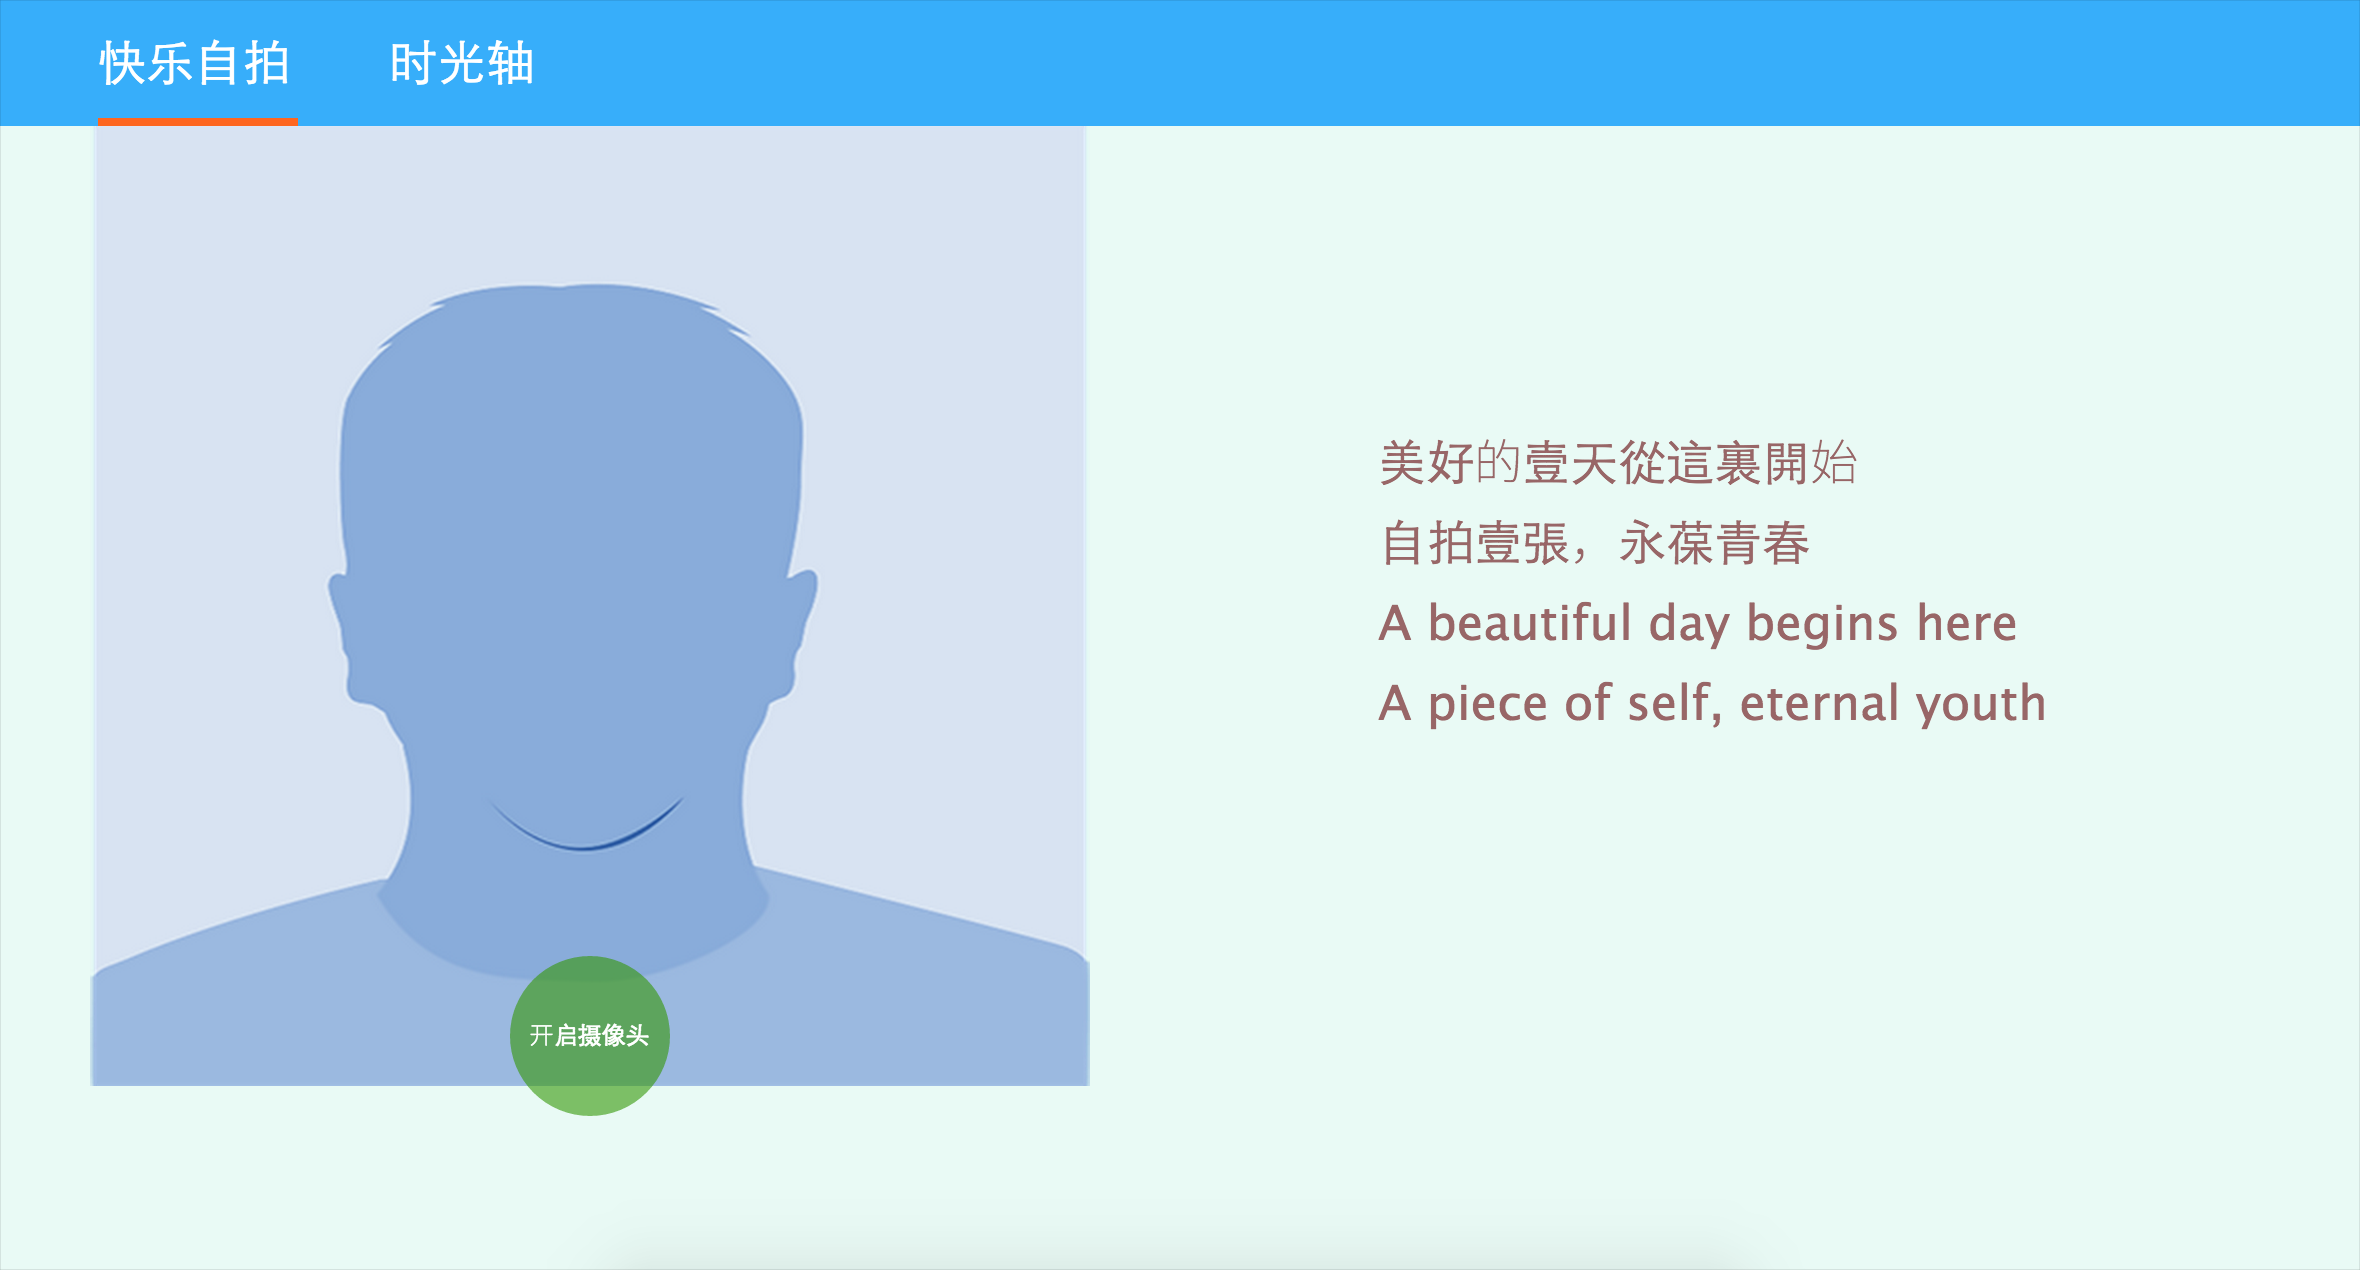 快乐自拍 时光轴
美好的壹天從這裏開始
自拍壹張，永葆青春
A beautiful day begins here
A piece of self, eternal youth
开启摄像头